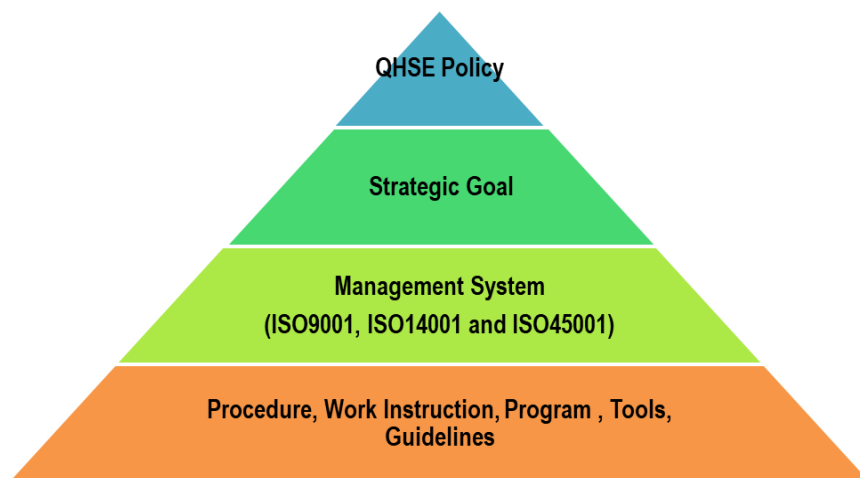 QHSE Policy
Strategic Goal
Management System
(ISO9001, ISO14001 and ISO45001)
Procedure, Work Instruction, Program , Tools,
Guidelines